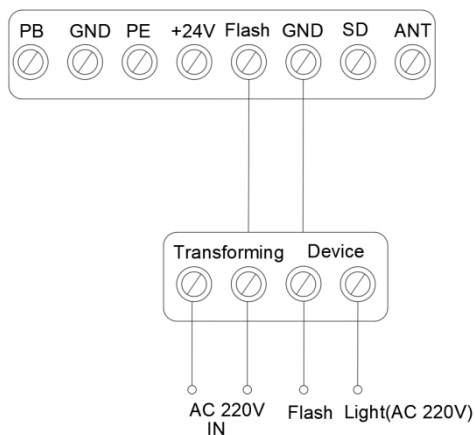 PB GND PE +24V Flash GND SD ANT
Transforming Device
AC 220V IN
Flash Light(AC 220V)